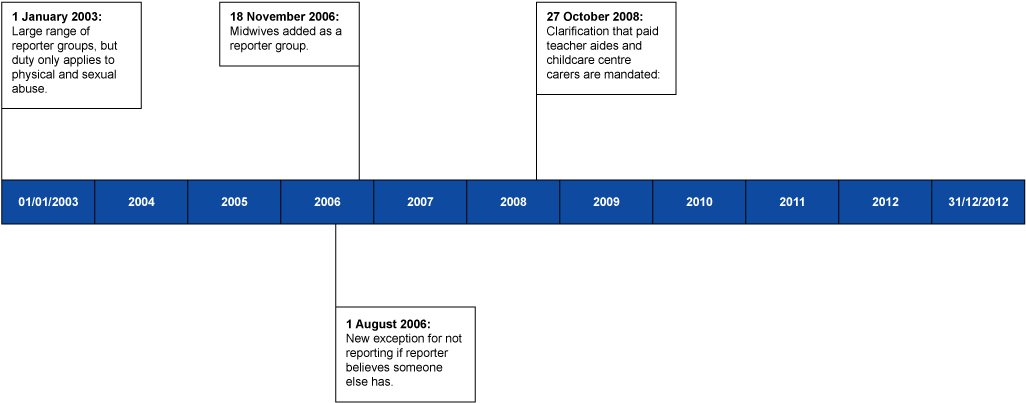 1 January 2003:
Large range of
reporter groups, but
duty only applies to
physical and sexual
abuse.
18 November 2006:
Midwives added as a
reporter group.
27 October 2008:
Clarification that paid
teacher aides and
childcare centre
carers are mandated:
01/01/2003
2004
2005
2006
2007
2008
2009
2010
2011
2012
31/12/2012
1 August 2006:
New exception for not
reporting if reporter
believes someone
else has.